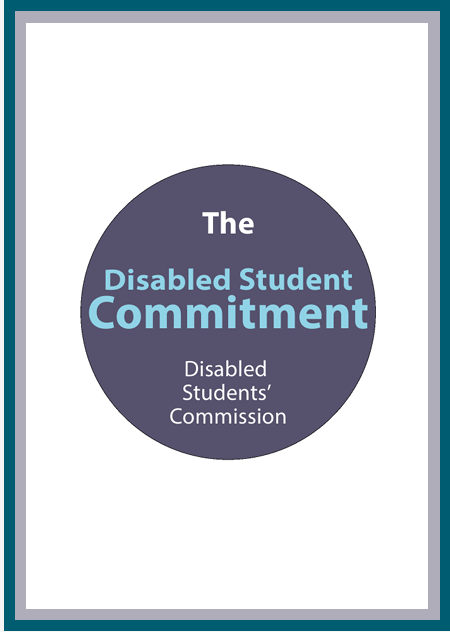 The
Disabled Student
Commitment
Disabled
Students’
Commission